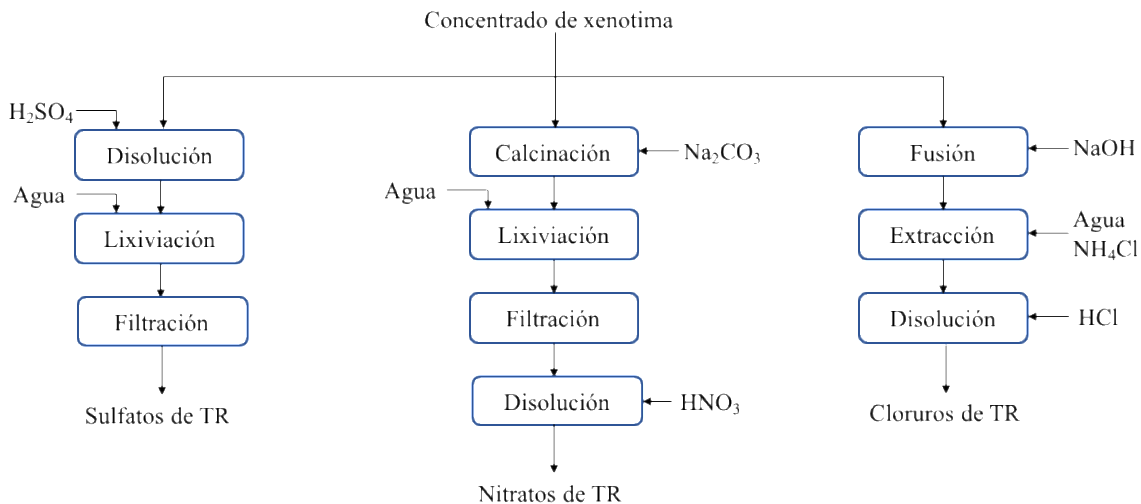 Concentrado de xenotima
H₂SO₄
Disolución
Agua
Lixiviación
Filtración
Sulfatos de TR
Calcinación
Na₂CO₃
Agua
Lixiviación
Filtración
Disolución
HNO₃
Nitratos de TR
Fusión
NaOH
Extracción
Agua
NH₄Cl
Disolución
HCl
Cloruros de TR